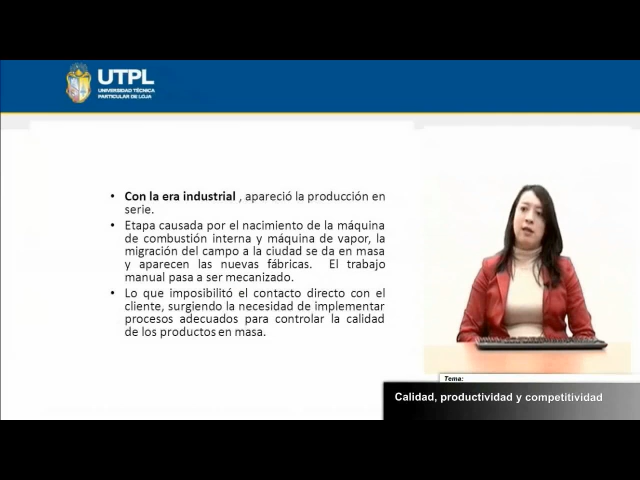 UTPL
UNIVERSIDAD TÉCNICA
PARTICULAR DE LOJA
• Con la era industrial , apareció la producción en
serie.
• Etapa causada por el nacimiento de la máquina
de combustión interna y máquina de vapor, la
migración del campo a la ciudad se da en masa
y aparecen las nuevas fábricas. El trabajo
manual pasa a ser mecanizado.
• Lo que imposibilitó el contacto directo con el
cliente, surgiendo la necesidad de implementar
procesos adecuados para controlar la calidad
de los productos en masa.
Tema:
Calidad, productividad y competitividad